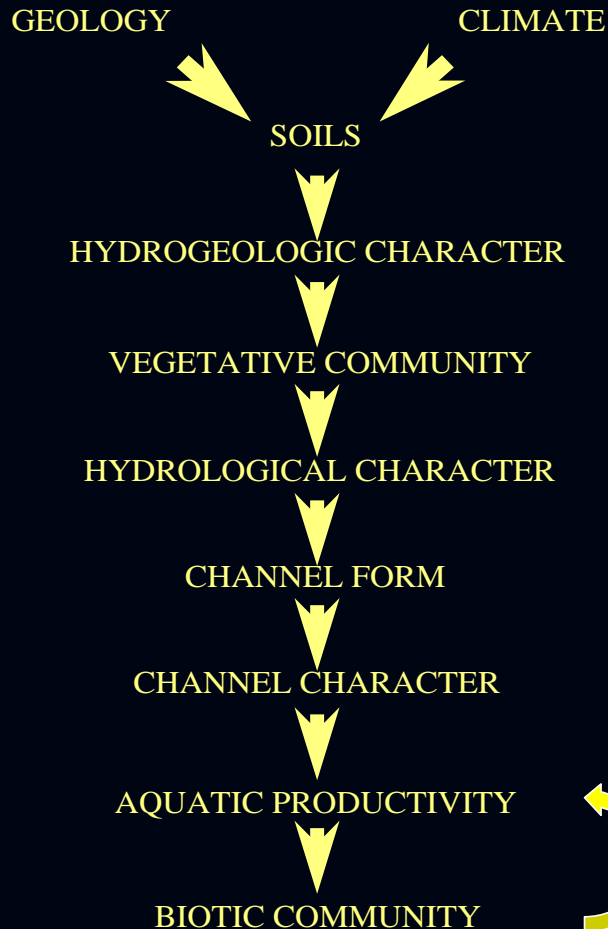 GEOLOGY CLIMATE
SOILS
HYDROGEOLOGIC CHARACTER
VEGETATIVE COMMUNITY
HYDROLOGICAL CHARACTER
CHANNEL FORM
CHANNEL CHARACTER
AQUATIC PRODUCTIVITY
BIOTIC COMMUNITY